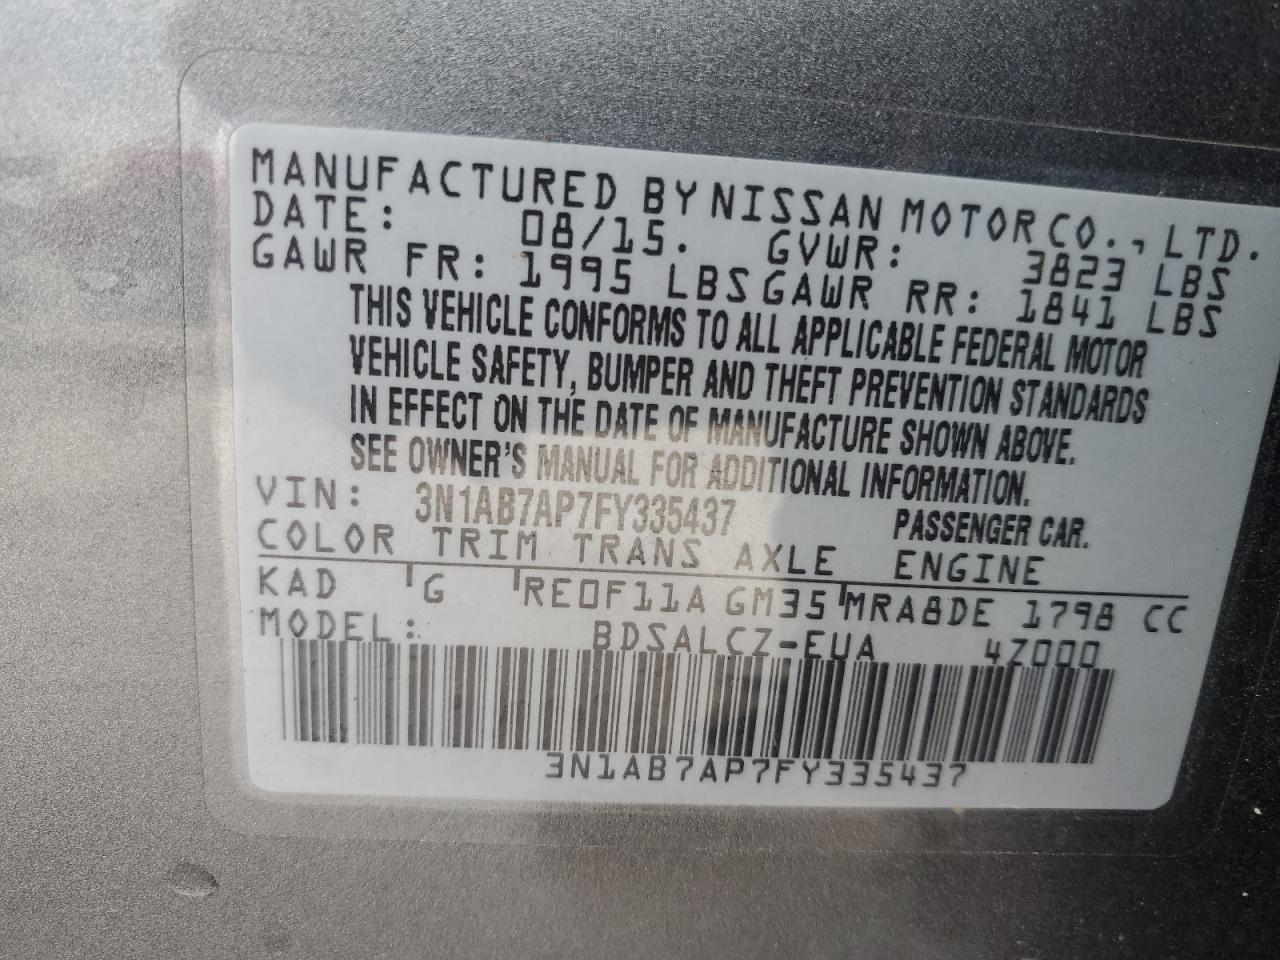 MANUFACTURED BY NISSAN MOTOR CO., LTD.
DATE: 08/15. GVWR: 3823 LBS
GAWR FR: 1995 LBS GAWR RR: 1841 LBS
THIS VEHICLE CONFORMS TO ALL APPLICABLE FEDERAL MOTOR
VEHICLE SAFETY, BUMPER AND THEFT PREVENTION STANDARDS
IN EFFECT ON THE DATE OF MANUFACTURE SHOWN ABOVE.
SEE OWNER'S MANUAL FOR ADDITIONAL INFORMATION.
VIN: 3N1AB7AP7FY335437 PASSENGER CAR.
COLOR TRIM TRANS AXLE ENGINE
KAD G RE0F11A GM35 MRA8DE 1798 CC
MODEL: BDSALCZ-EUA 4Z000
3N1AB7AP7FY335437